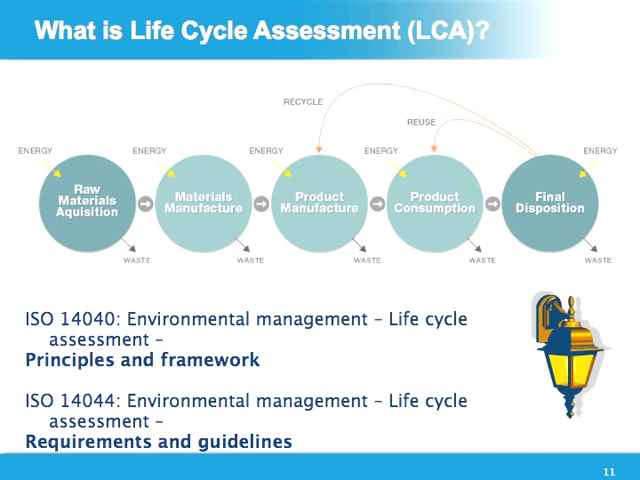 What is Life Cycle Assessment (LCA)?
RECYCLE
REUSE
ENERGY
ENERGY
ENERGY
ENERGY
ENERGY
Raw
Materials
Aquisition
Materials
Manufacture
Product
Manufacture
Product
Consumption
Final
Disposition
WASTE
WASTE
WASTE
WASTE
WASTE
ISO 14040: Environmental management – Life cycle
assessment –
Principles and framework
ISO 14044: Environmental management – Life cycle
assessment –
Requirements and guidelines
11